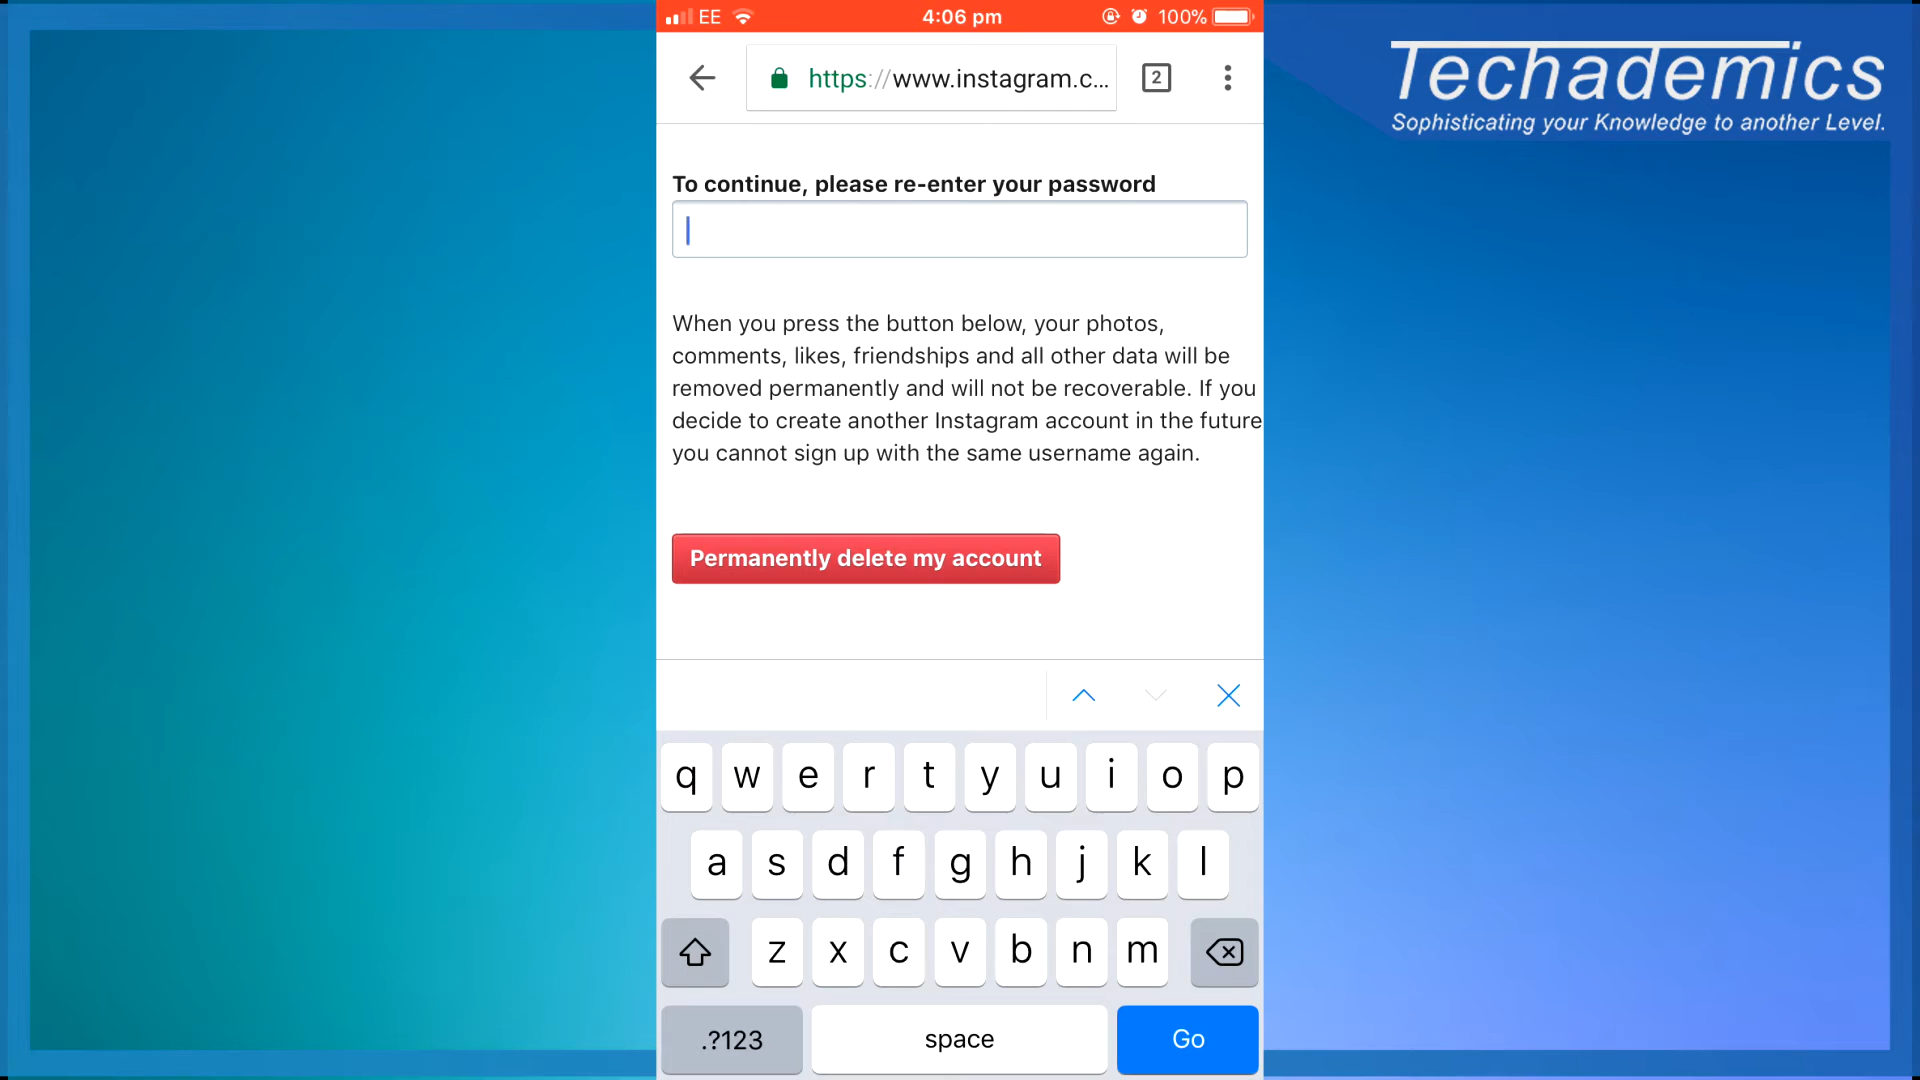 EE 4:06 pm 100%
https://www.instagram.c... 2
Techademics
Sophisticating your Knowledge to another Level.
To continue, please re-enter your password
When you press the button below, your photos,
comments, likes, friendships and all other data will be
removed permanently and will not be recoverable. If you
decide to create another Instagram account in the future
you cannot sign up with the same username again.
Permanently delete my account
q w e r t y u i o p
a s d f g h j k l
z x c v b n m
.?123 space Go